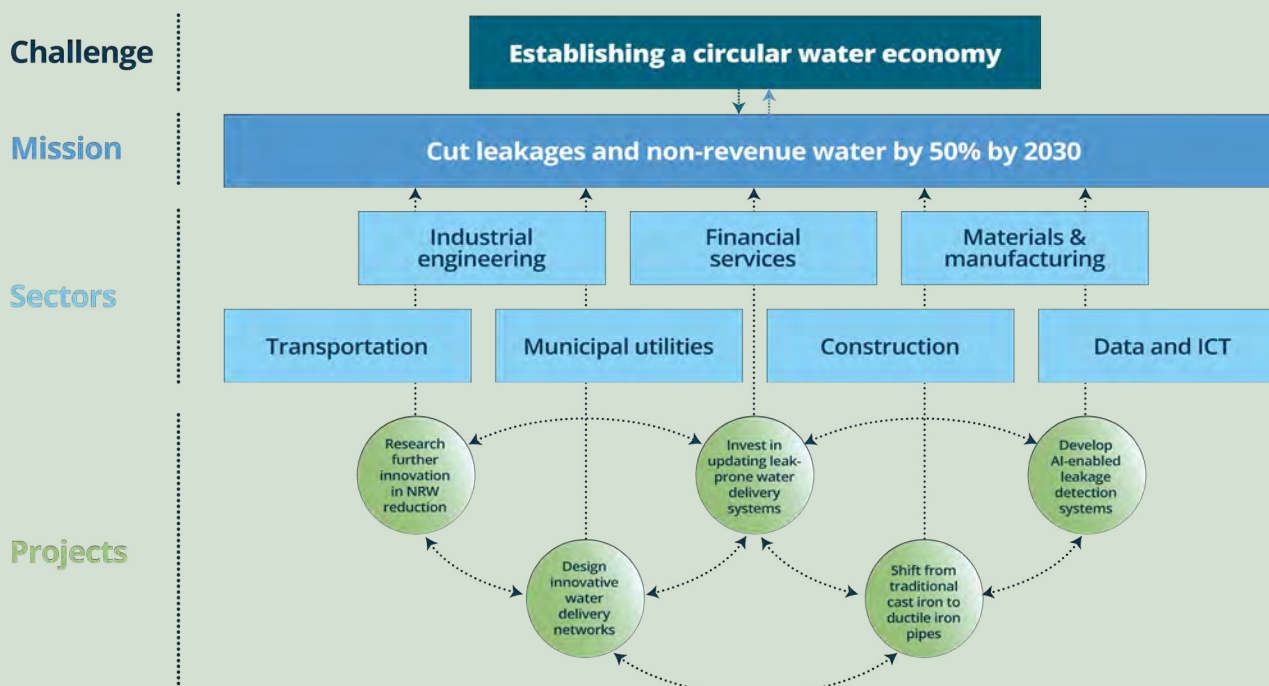 Challenge
Establishing a circular water economy
Mission
Cut leakages and non-revenue water by 50% by 2030
Sectors
Industrial
engineering
Financial
services
Materials &
manufacturing
Transportation
Municipal utilities
Construction
Data and ICT
Projects
Research
further
innovation
in NRW
reduction
Invest in
updating leak-
prone water
delivery
systems
Develop
AI-enabled
leakage
detection
systems
Design
innovative
water
delivery
networks
Shift from
traditional
cast iron to
ductile iron
pipes